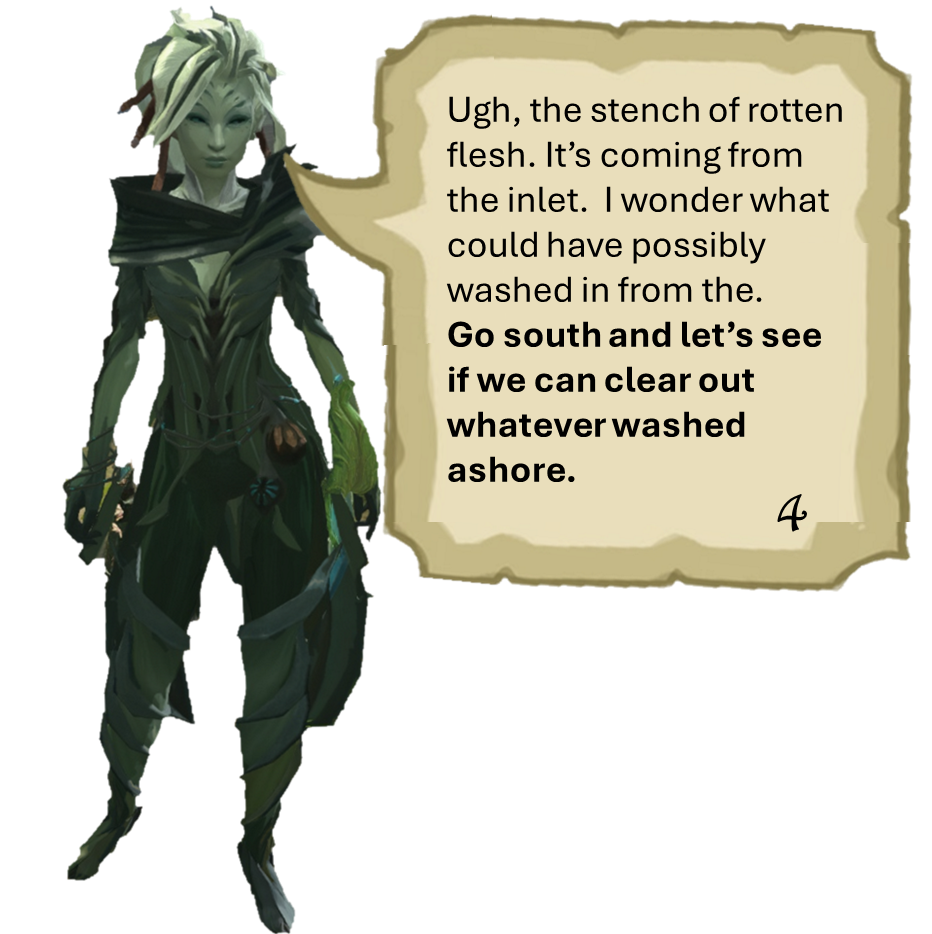 Ugh, the stench of rotten
flesh. It’s coming from
the inlet.  I wonder what
could have possibly
washed in from the.
Go south and let’s see
if we can clear out
whatever washed
ashore.
4